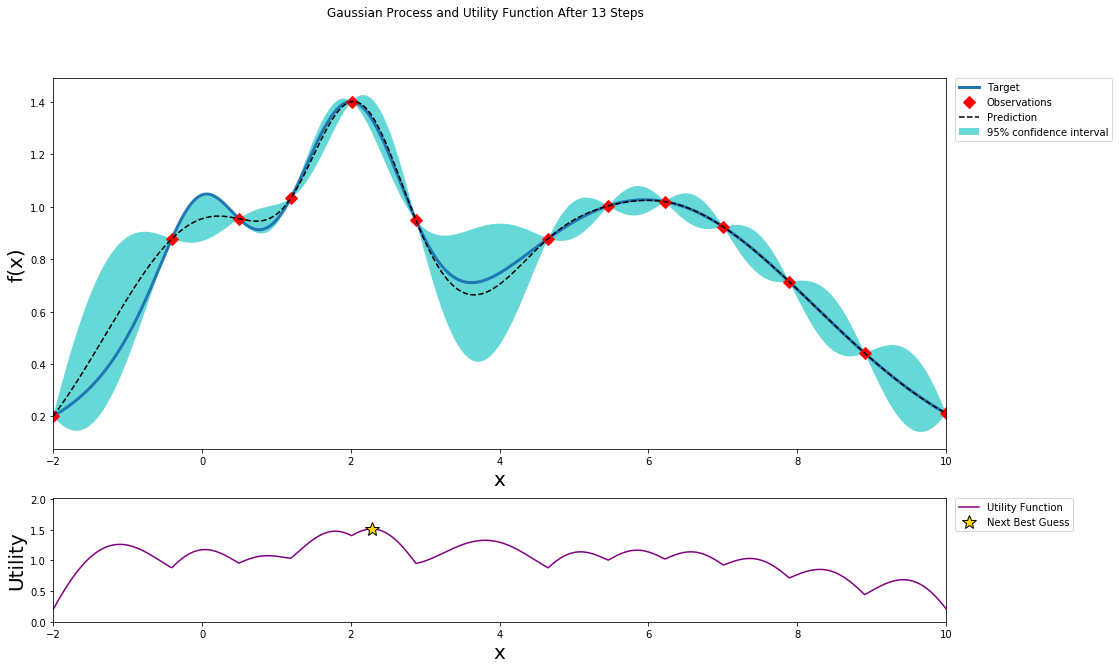 Gaussian Process and Utility Function After 13 Steps
f(x)
1.4
1.2
1.0
0.8
0.6
0.4
0.2
−2 0 2 4 6 8 10
x
Target
Observations
Prediction
95% confidence interval
Utility
2.0
1.5
1.0
0.5
0.0
−2 0 2 4 6 8 10
x
Utility Function
Next Best Guess